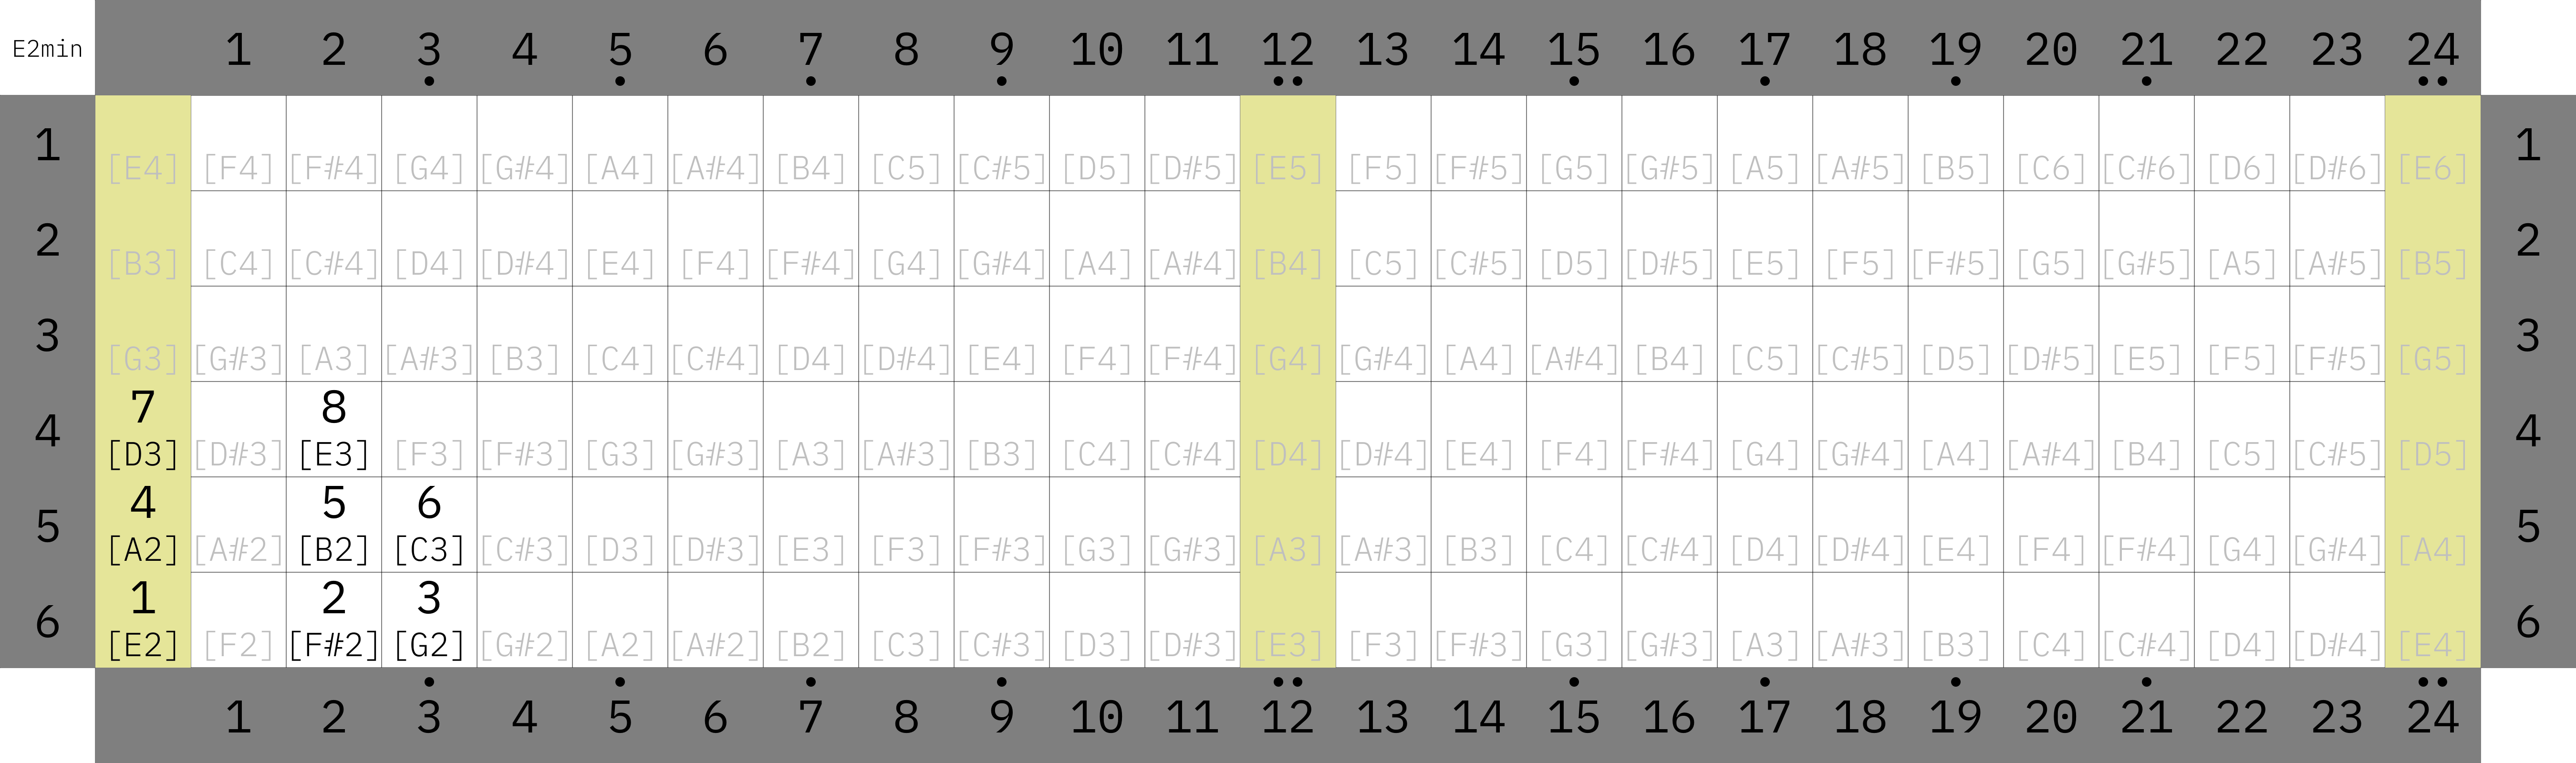 E2min 1 2 3 4 5 6 7 8 9 10 11 12 13 14 15 16 17 18 19 20 21 22 23 24
1 [E4] [F4] [F#4] [G4] [G#4] [A4] [A#4] [B4] [C5] [C#5] [D5] [D#5] [E5] [F5] [F#5] [G5] [G#5] [A5] [A#5] [B5] [C6] [C#6] [D6] [D#6] [E6] 1
2 [B3] [C4] [C#4] [D4] [D#4] [E4] [F4] [F#4] [G4] [G#4] [A4] [A#4] [B4] [C5] [C#5] [D5] [D#5] [E5] [F5] [F#5] [G5] [G#5] [A5] [A#5] [B5] 2
3 [G3] [G#3] [A3] [A#3] [B3] [C4] [C#4] [D4] [D#4] [E4] [F4] [F#4] [G4] [G#4] [A4] [A#4] [B4] [C5] [C#5] [D5] [D#5] [E5] [F5] [F#5] [G5] 3
7 8
4 [D3] [D#3] [E3] [F3] [F#3] [G3] [G#3] [A3] [A#3] [B3] [C4] [C#4] [D4] [D#4] [E4] [F4] [F#4] [G4] [G#4] [A4] [A#4] [B4] [C5] [C#5] [D5] 4
4 5 6
5 [A2] [A#2] [B2] [C3] [C#3] [D3] [D#3] [E3] [F3] [F#3] [G3] [G#3] [A3] [A#3] [B3] [C4] [C#4] [D4] [D#4] [E4] [F4] [F#4] [G4] [G#4] [A4] 5
1 2 3
6 [E2] [F2] [F#2] [G2] [G#2] [A2] [A#2] [B2] [C3] [C#3] [D3] [D#3] [E3] [F3] [F#3] [G3] [G#3] [A3] [A#3] [B3] [C4] [C#4] [D4] [D#4] [E4] 6
1 2 3 4 5 6 7 8 9 10 11 12 13 14 15 16 17 18 19 20 21 22 23 24